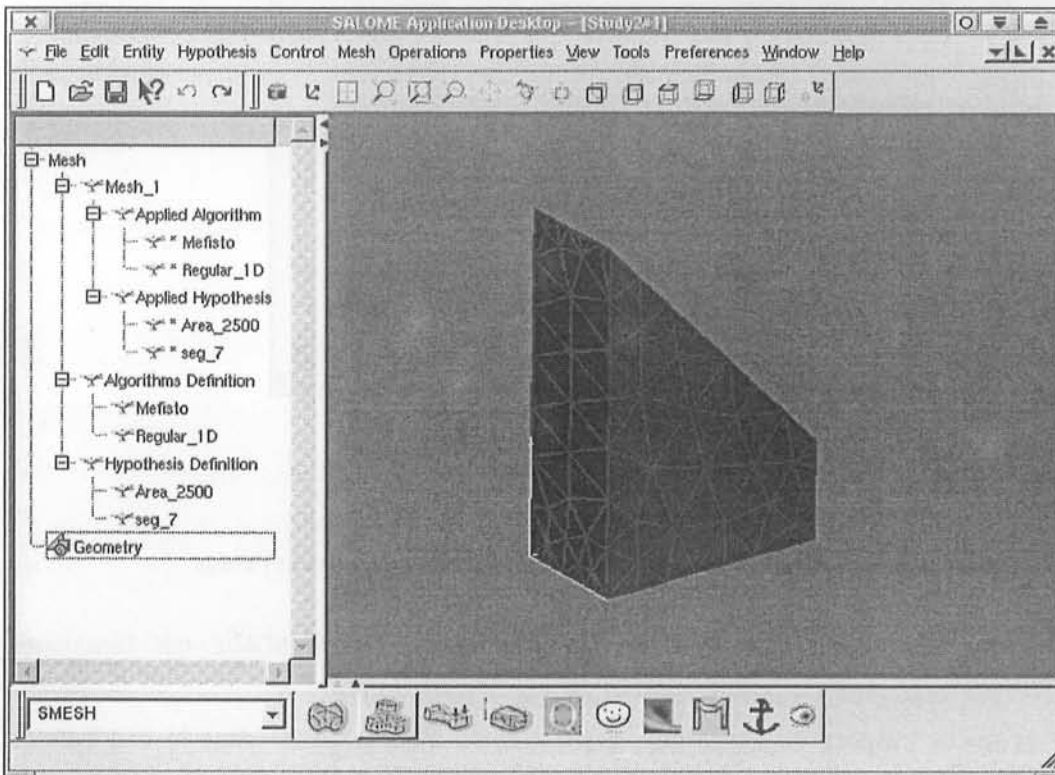 SALOME Application Desktop - [Study2#1]
File Edit Entity Hypothesis Control Mesh Operations Properties View Tools Preferences Window Help
Mesh
Mesh_1
Applied Algorithm
* Mefisto
* Regular_1D
Applied Hypothesis
* Area_2500
* seg_7
Algorithms Definition
Mefisto
Regular_1D
Hypothesis Definition
Area_2500
seg_7
Geometry
SMESH